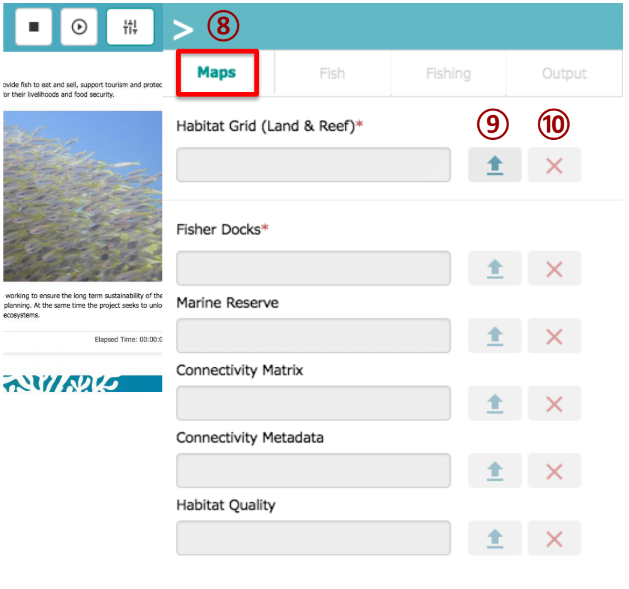 > ⑧
Maps Fish Fishing Output
ovide fish to eat and sell, support tourism and protec
or their livelihoods and food security.
Habitat Grid (Land & Reef)*
⑨ ⑩
Fisher Docks*
working to ensure the long term sustainability of the
planning. At the same time the project seeks to unlo
ecosystems.
Marine Reserve
Elapsed Time: 00:00:0
Connectivity Matrix
Connectivity Metadata
Habitat Quality